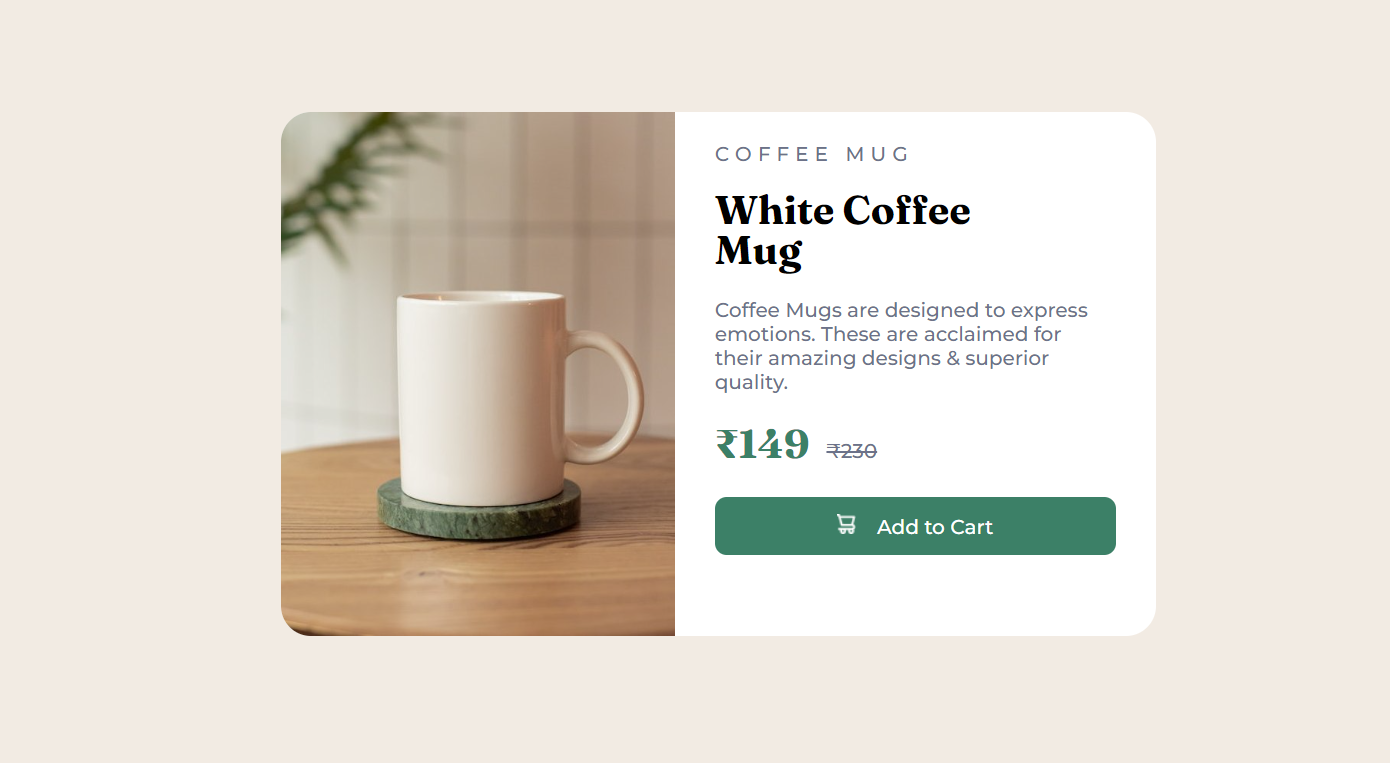 COFFEE MUG
White Coffee
Mug
Coffee Mugs are designed to express
emotions. These are acclaimed for
their amazing designs & superior
quality.
₹149 ₹230
Add to Cart